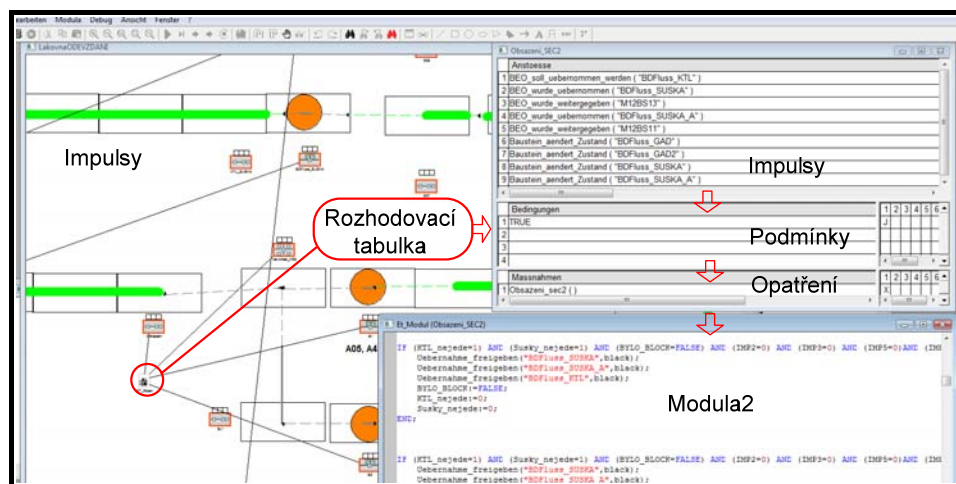 earbeiten Modula Debug Ansicht Fenster ?
LakovnaODEVZDANI
Impulsy
Rozhodovací
tabulka
A05, A4
Obsazeni_SEC2
Anstoesse
1 BEO_soll_uebernommen_werden ( "BDFluss_KTL" )
2 BEO_wurde_uebernommen ( "BDFluss_SUSKA" )
3 BEO_wurde_weitergegeben ( "M12BS13" )
4 BEO_wurde_uebernommen ( "BDFluss_SUSKA_A" )
5 BEO_wurde_weitergegeben ( "M12BS11" )
6 Baustein_aendert_Zustand ( "BDFluss_GAD" )
7 Baustein_aendert_Zustand ( "BDFluss_GAD2" )
8 Baustein_aendert_Zustand ( "BDFluss_SUSKA" )
9 Baustein_aendert_Zustand ( "BDFluss_SUSKA_A" )
Impulsy
Bedingungen 1 2 3 4 5 6
1 TRUE J
2
3
4
Podmínky
Massnahmen 1 2 3 4 5 6
1 Obsazeni_sec2 ( ) X
Opatření
Et_Modul (Obsazeni_SEC2)
IF (KTL_nejede=1) AND (Susky_nejede=1) AND (BYLO_BLOCK=FALSE) AND (IMP2=0) AND (IMP3=0) AND (IMP5=0)AND (IM
Uebernahme_freigeben("BDFluss_SUSKA",black);
Uebernahme_freigeben("BDFluss_SUSKA_A",black);
Uebernahme_freigeben("BDFluss_KTL",black);
BYLO_BLOCK:=FALSE;
KTL_nejede:=0;
Susky_nejede:=0;
END;
Modula2
IF (KTL_nejede=1) AND (Susky_nejede=1) AND (BYLO_BLOCK=FALSE) AND (IMP2=0) AND (IMP3=0) AND (IMP5=0)AND (IM
Uebernahme_freigeben("BDFluss_SUSKA",black);
Uebernahme_freigeben("BDFluss_SUSKA_A",black);